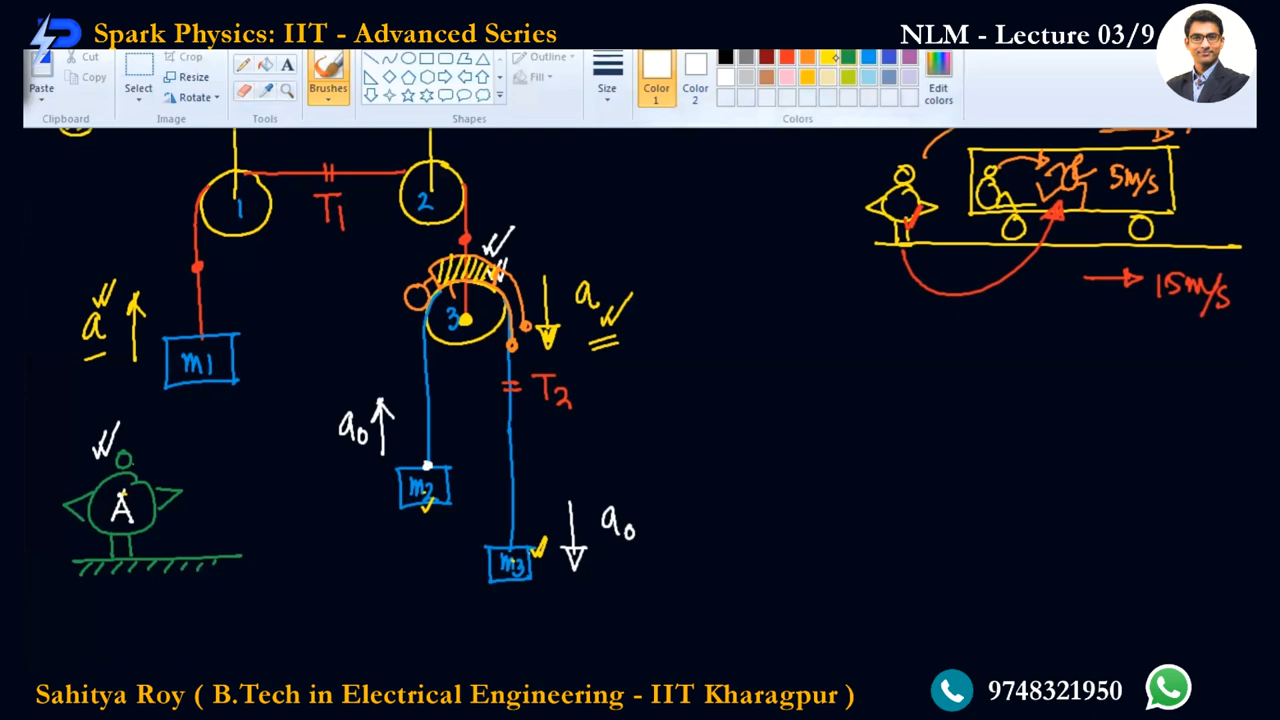 Spark Physics: IIT - Advanced Series
NLM - Lecture 03/9
Paste
Cut
Copy
Clipboard
Select
Crop
Resize
Rotate
Image
A
Tools
Brushes
Outline
Fill
Shapes
Size
Color 1
Color 2
Edit colors
Colors
1
T1
2
5m/s
15m/s
a
m1
3
a
T2
a0
m2
A
a0
m3
Sahitya Roy ( B.Tech in Electrical Engineering - IIT Kharagpur )
9748321950